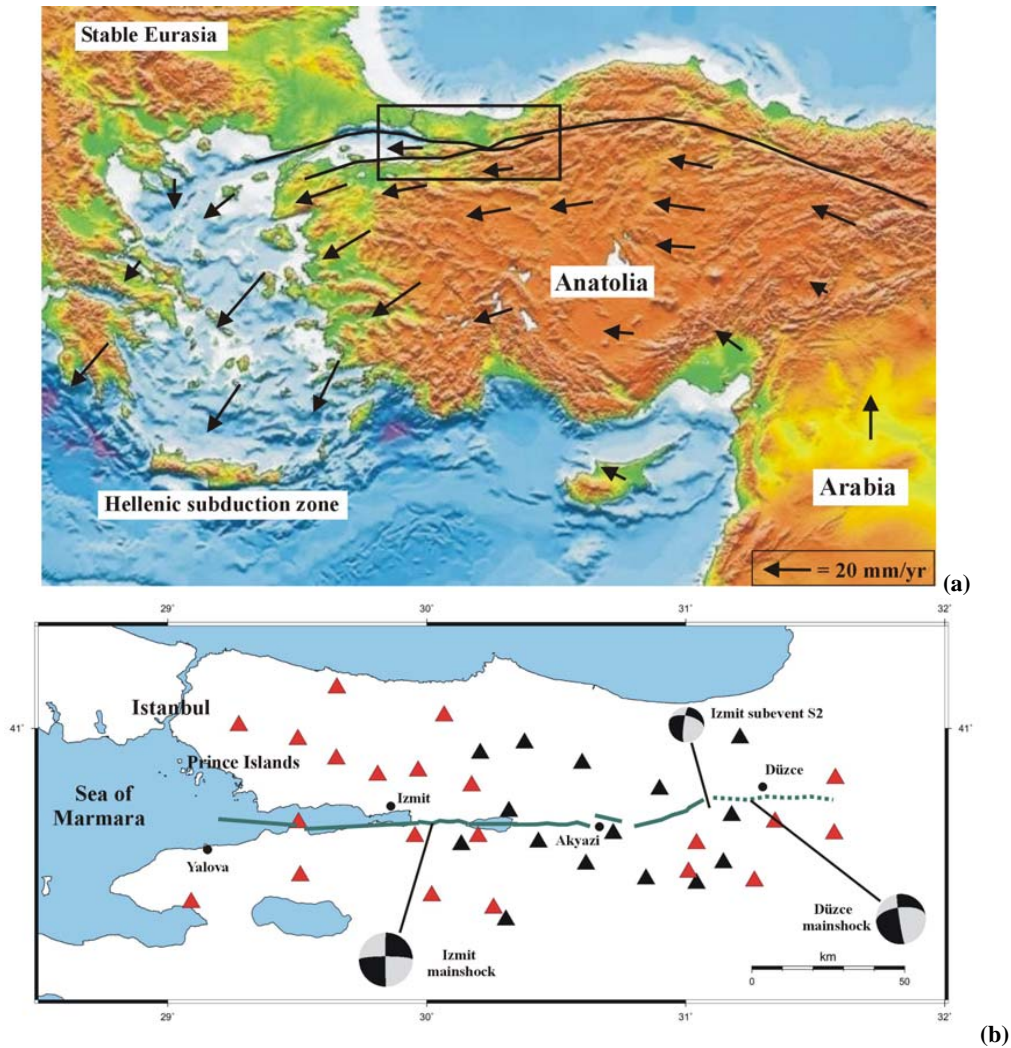 Stable Eurasia
Anatolia
Hellenic subduction zone
Arabia
= 20 mm/yr
(a)
29˚
30˚
31˚
32˚
41˚
41˚
Istanbul
Prince Islands
Sea of
Marmara
Yalova
Izmit
Akyazi
Düzce
Izmit subevent S2
Izmit
mainshock
Düzce
mainshock
km
0
50
29˚
30˚
31˚
32˚
(b)